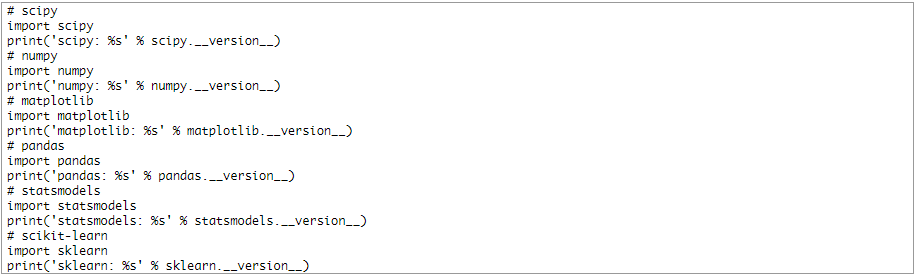 # scipy
import scipy
print('scipy: %s' % scipy.__version__)
# numpy
import numpy
print('numpy: %s' % numpy.__version__)
# matplotlib
import matplotlib
print('matplotlib: %s' % matplotlib.__version__)
# pandas
import pandas
print('pandas: %s' % pandas.__version__)
# statsmodels
import statsmodels
print('statsmodels: %s' % statsmodels.__version__)
# scikit-learn
import sklearn
print('sklearn: %s' % sklearn.__version__)